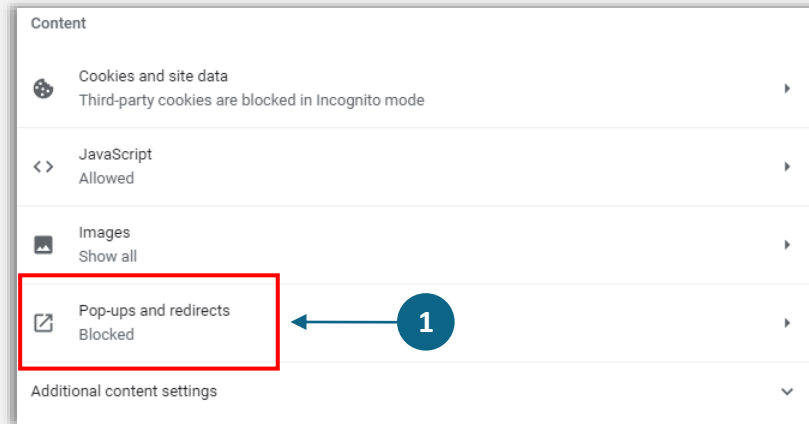 Content
Cookies and site data
Third-party cookies are blocked in Incognito mode
JavaScript
Allowed
Images
Show all
Pop-ups and redirects
Blocked
1
Additional content settings